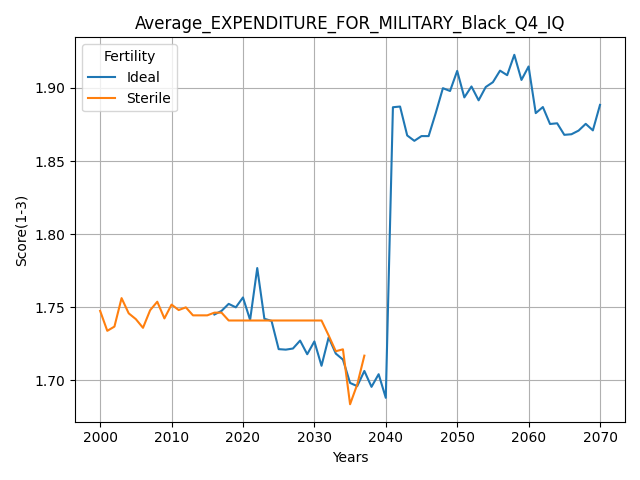 Average_EXPENDITURE_FOR_MILITARY_Black_Q4_IQ
Fertility
Ideal
Sterile
Score(1-3)
1.90
1.85
1.80
1.75
1.70
2000 2010 2020 2030 2040 2050 2060 2070
Years